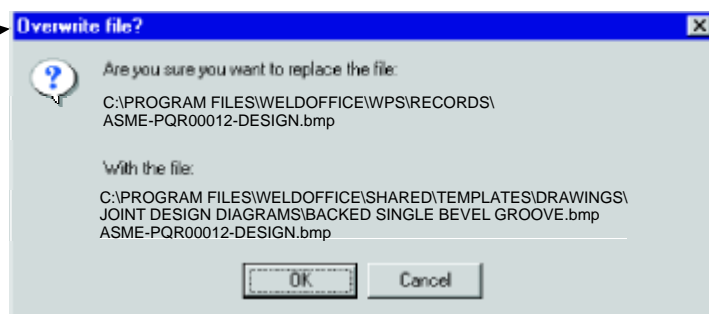 Overwrite file?
Are you sure you want to replace the file:
C:\PROGRAM FILES\WELDOFFICE\WPS\RECORDS\
ASME-PQR00012-DESIGN.bmp
With the file:
C:\PROGRAM FILES\WELDOFFICE\SHARED\TEMPLATES\DRAWINGS\
JOINT DESIGN DIAGRAMS\BACKED SINGLE BEVEL GROOVE.bmp
ASME-PQR00012-DESIGN.bmp
OK Cancel